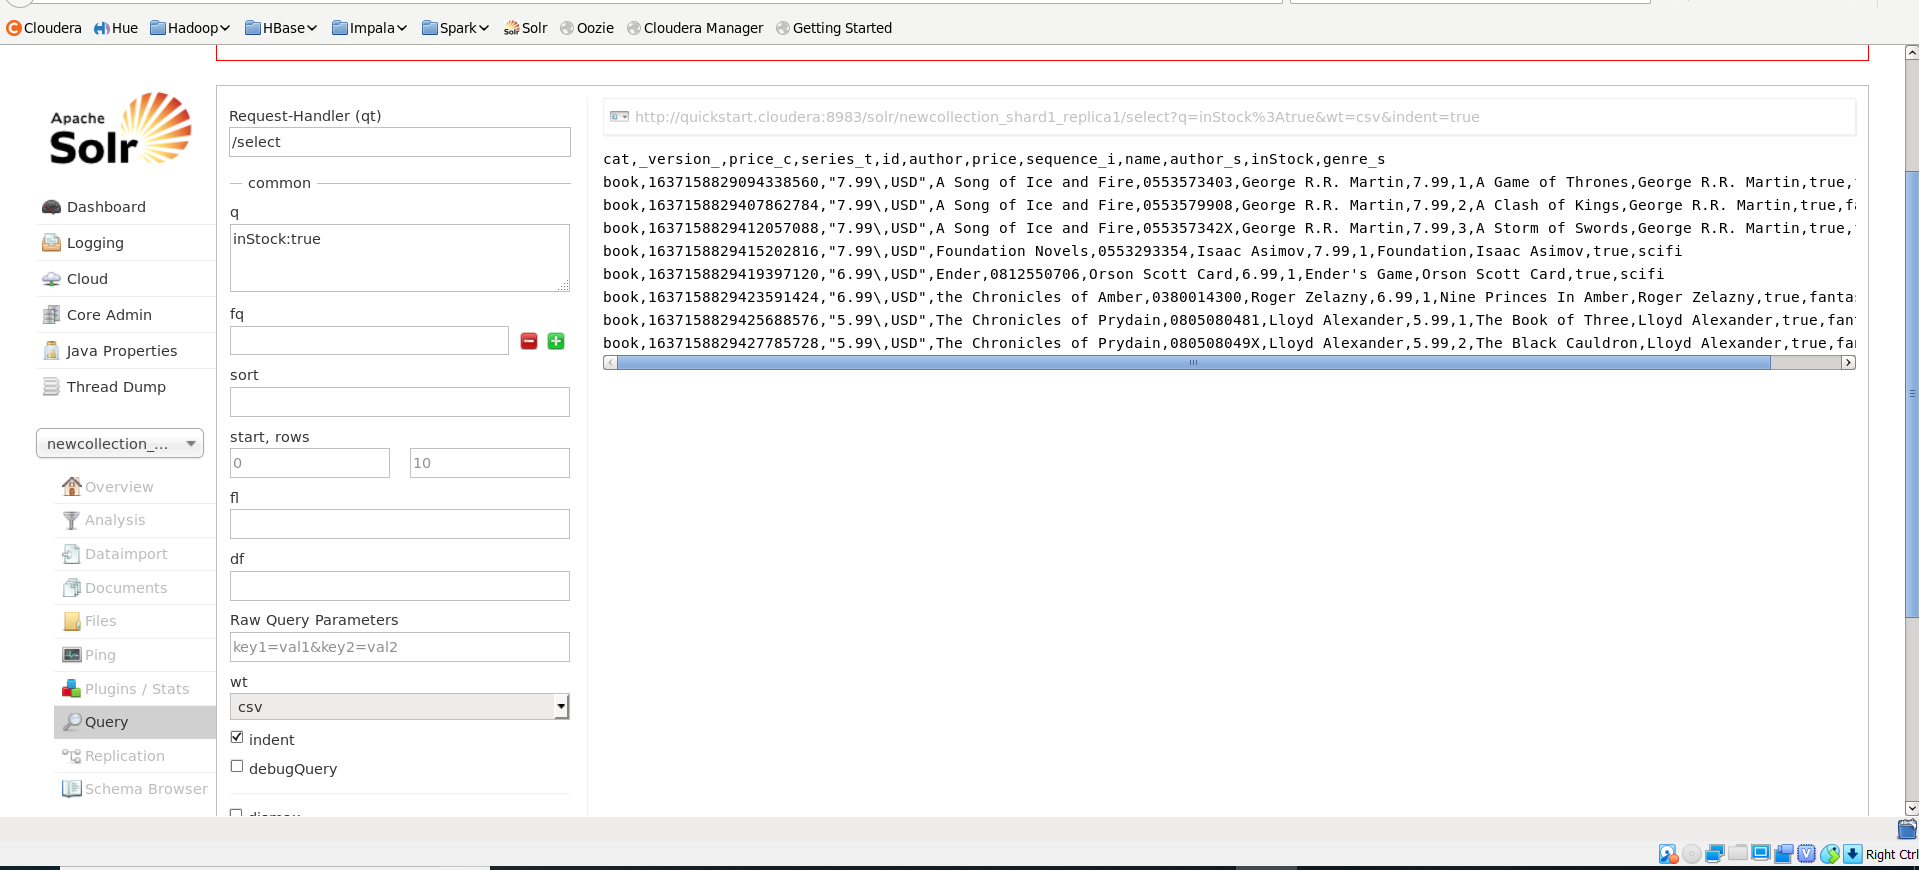 Cloudera Hue Hadoop HBase Impala Spark Solr Oozie Cloudera Manager Getting Started
Apache
Solr
Dashboard
Logging
Cloud
Core Admin
Java Properties
Thread Dump
newcollection_...
Overview
Analysis
Dataimport
Documents
Files
Ping
Plugins / Stats
Query
Replication
Schema Browser
Request-Handler (qt)
/select
common
q
inStock:true
fq
sort
start, rows
0 10
fl
df
Raw Query Parameters
key1=val1&key2=val2
wt
csv
indent
debugQuery
http://quickstart.cloudera:8983/solr/newcollection_shard1_replica1/select?q=inStock%3Atrue&wt=csv&indent=true
cat,_version_,price_c,series_t,id,author,price,sequence_i,name,author_s,inStock,genre_s
book,1637158829094338560,"7.99\,USD",A Song of Ice and Fire,0553573403,George R.R. Martin,7.99,1,A Game of Thrones,George R.R. Martin,true,
book,1637158829407862784,"7.99\,USD",A Song of Ice and Fire,0553579908,George R.R. Martin,7.99,2,A Clash of Kings,George R.R. Martin,true,fa
book,1637158829412057088,"7.99\,USD",A Song of Ice and Fire,055357342X,George R.R. Martin,7.99,3,A Storm of Swords,George R.R. Martin,true,
book,1637158829415202816,"7.99\,USD",Foundation Novels,0553293354,Isaac Asimov,7.99,1,Foundation,Isaac Asimov,true,scifi
book,1637158829419397120,"6.99\,USD",Ender,0812550706,Orson Scott Card,6.99,1,Ender's Game,Orson Scott Card,true,scifi
book,1637158829423591424,"6.99\,USD",the Chronicles of Amber,0380014300,Roger Zelazny,6.99,1,Nine Princes In Amber,Roger Zelazny,true,fantas
book,1637158829425688576,"5.99\,USD",The Chronicles of Prydain,0805080481,Lloyd Alexander,5.99,1,The Book of Three,Lloyd Alexander,true,fant
book,1637158829427785728,"5.99\,USD",The Chronicles of Prydain,080508049X,Lloyd Alexander,5.99,2,The Black Cauldron,Lloyd Alexander,true,fan
Right Ctrl